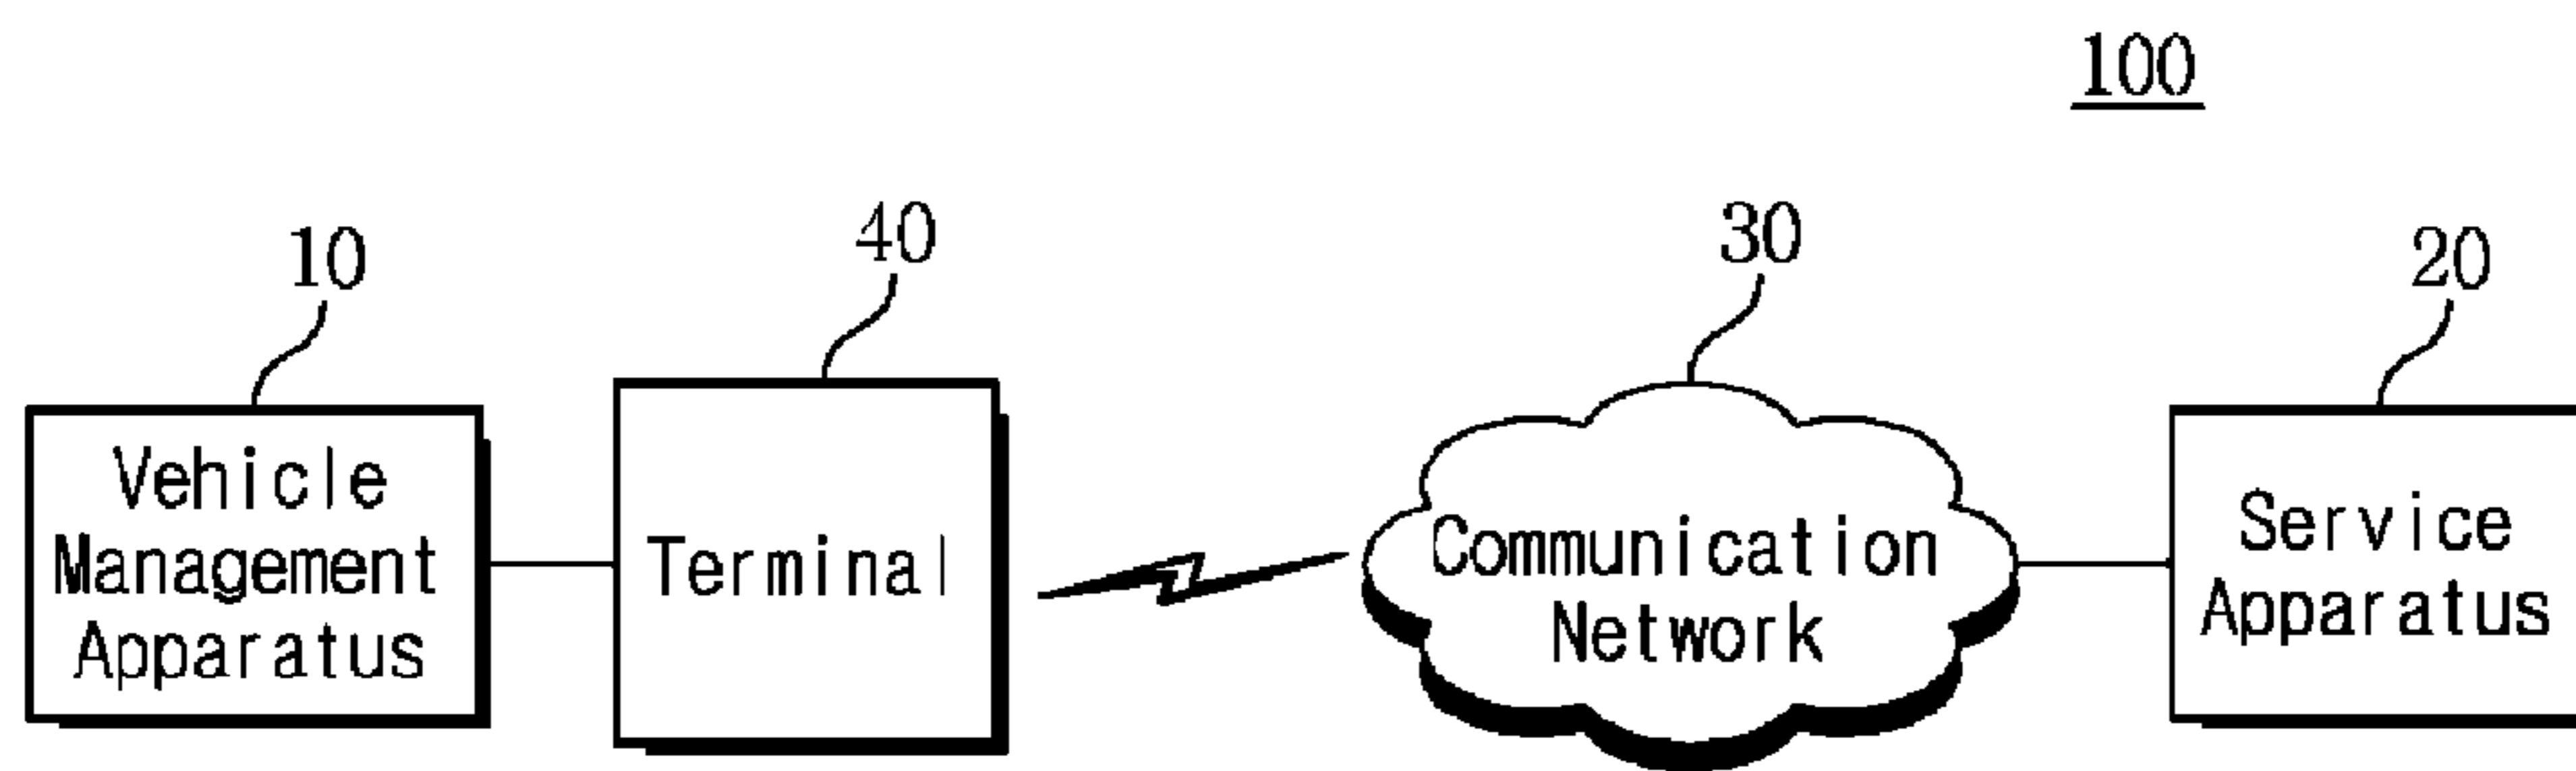 100
10
40
30
20
Vehicle
Management
Apparatus
Terminal
Communication
Network
Service
Apparatus